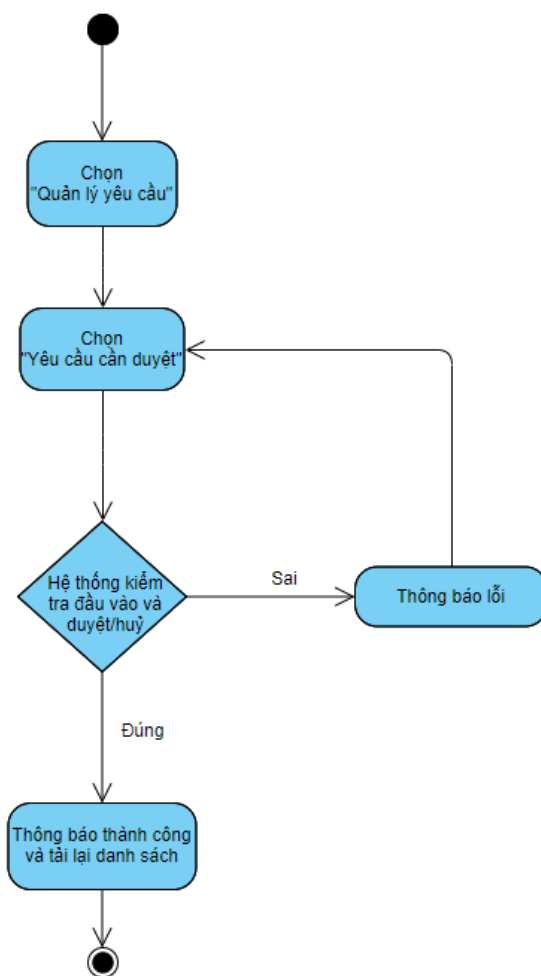 Chọn
"Quản lý yêu cầu"
Chọn
"Yêu cầu cần duyệt"
Hệ thống kiểm
tra đầu vào và
duyệt/huỷ
Sai
Thông báo lỗi
Đúng
Thông báo thành công
và tải lại danh sách